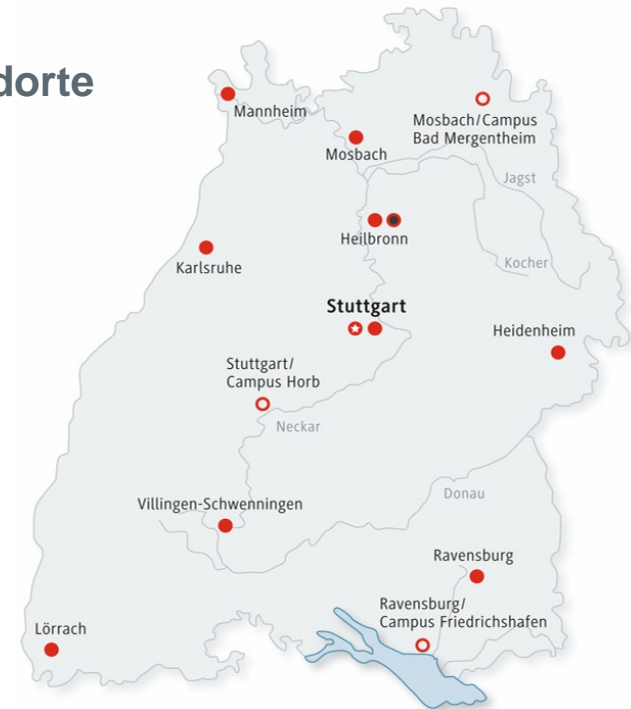 dorte
Mannheim
Mosbach/Campus
Bad Mergentheim
Mosbach
Jagst
Heilbronn
Kocher
Karlsruhe
Stuttgart
Heidenheim
Stuttgart/
Campus Horb
Neckar
Donau
Villingen-Schwenningen
Ravensburg
Ravensburg/
Campus Friedrichshafen
Lörrach